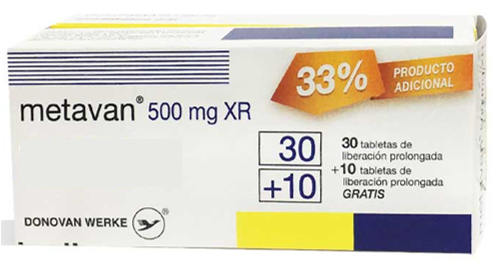 33%
PRODUCTO
ADICIONAL
metavan® 500 mg XR
30
+10
30 tabletas de
liberación prolongada
+10 tabletas de
liberación prolongada
GRATIS
DONOVAN WERKE ®